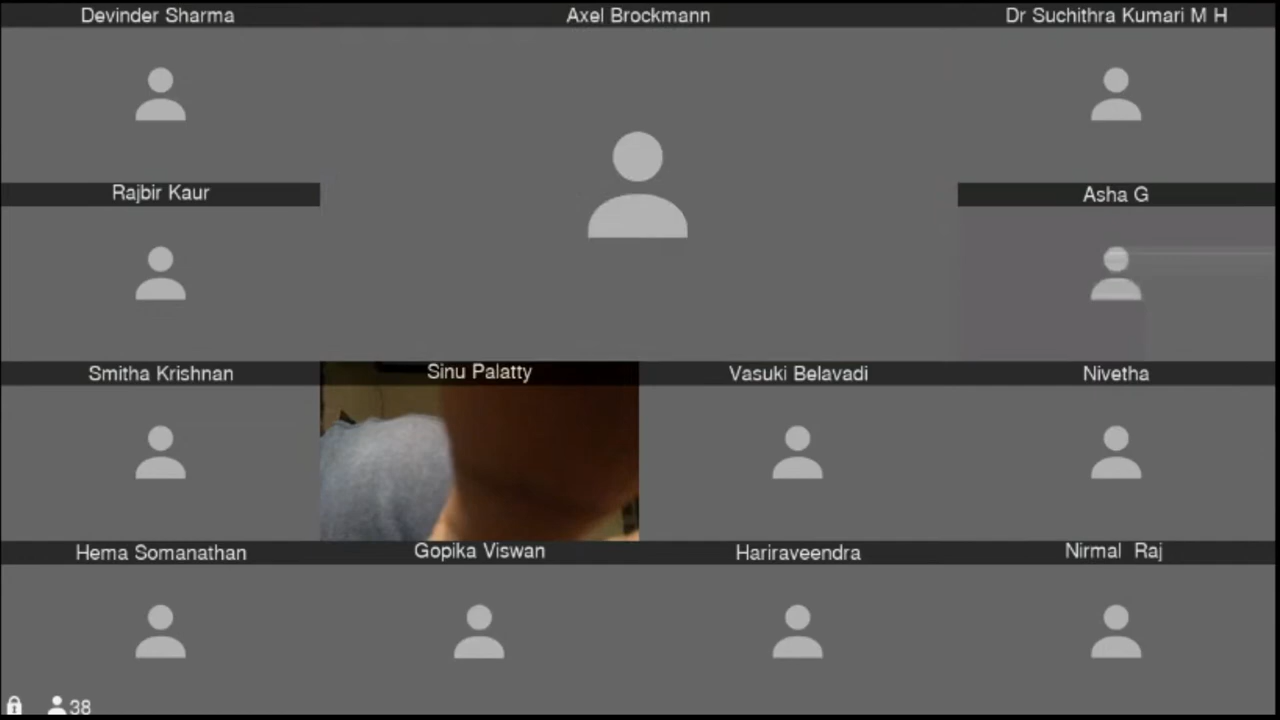 Devinder Sharma
Axel Brockmann
Dr Suchithra Kumari M H
Rajbir Kaur
Asha G
Smitha Krishnan
Sinu Palatty
Vasuki Belavadi
Nivetha
Hema Somanathan
Gopika Viswan
Hariraveendra
Nirmal  Raj
38